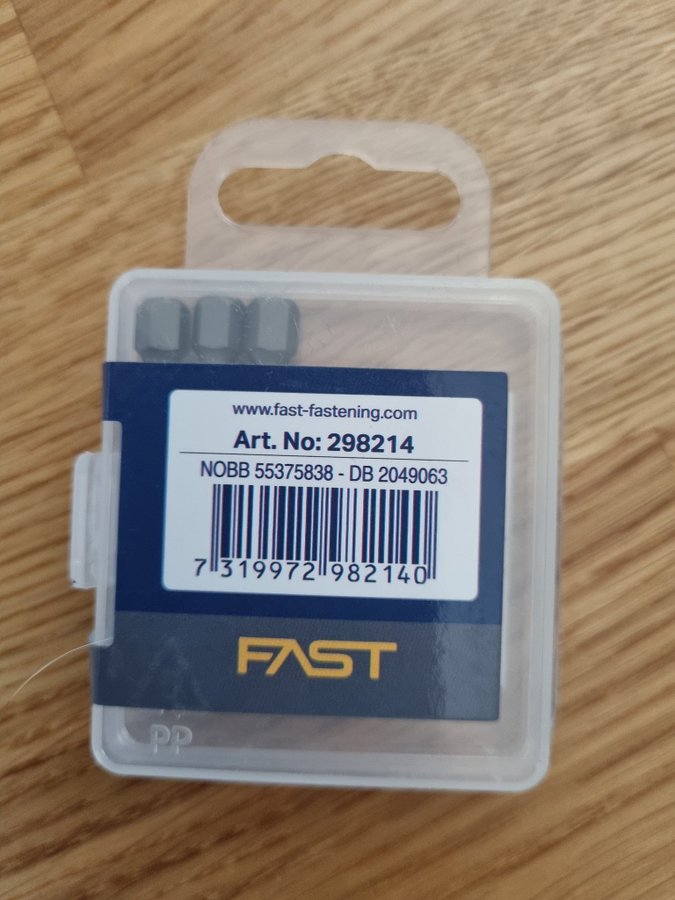 www.fast-fastening.com
Art. No: 298214
NOBB 55375838 - DB 2049063
7 319972 982140
FAST
PP